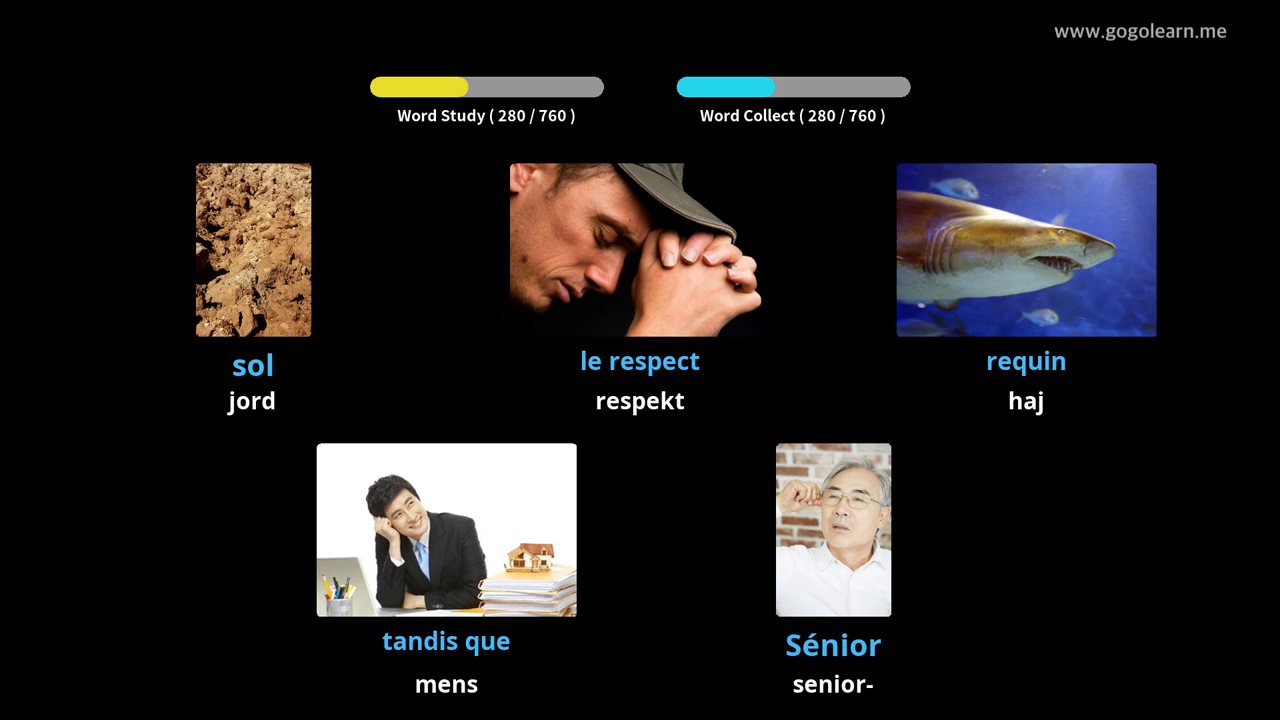 www.gogolearn.me
Word Study ( 280 / 760 )
Word Collect ( 280 / 760 )
sol
jord
le respect
respekt
requin
haj
tandis que
mens
Sénior
senior-